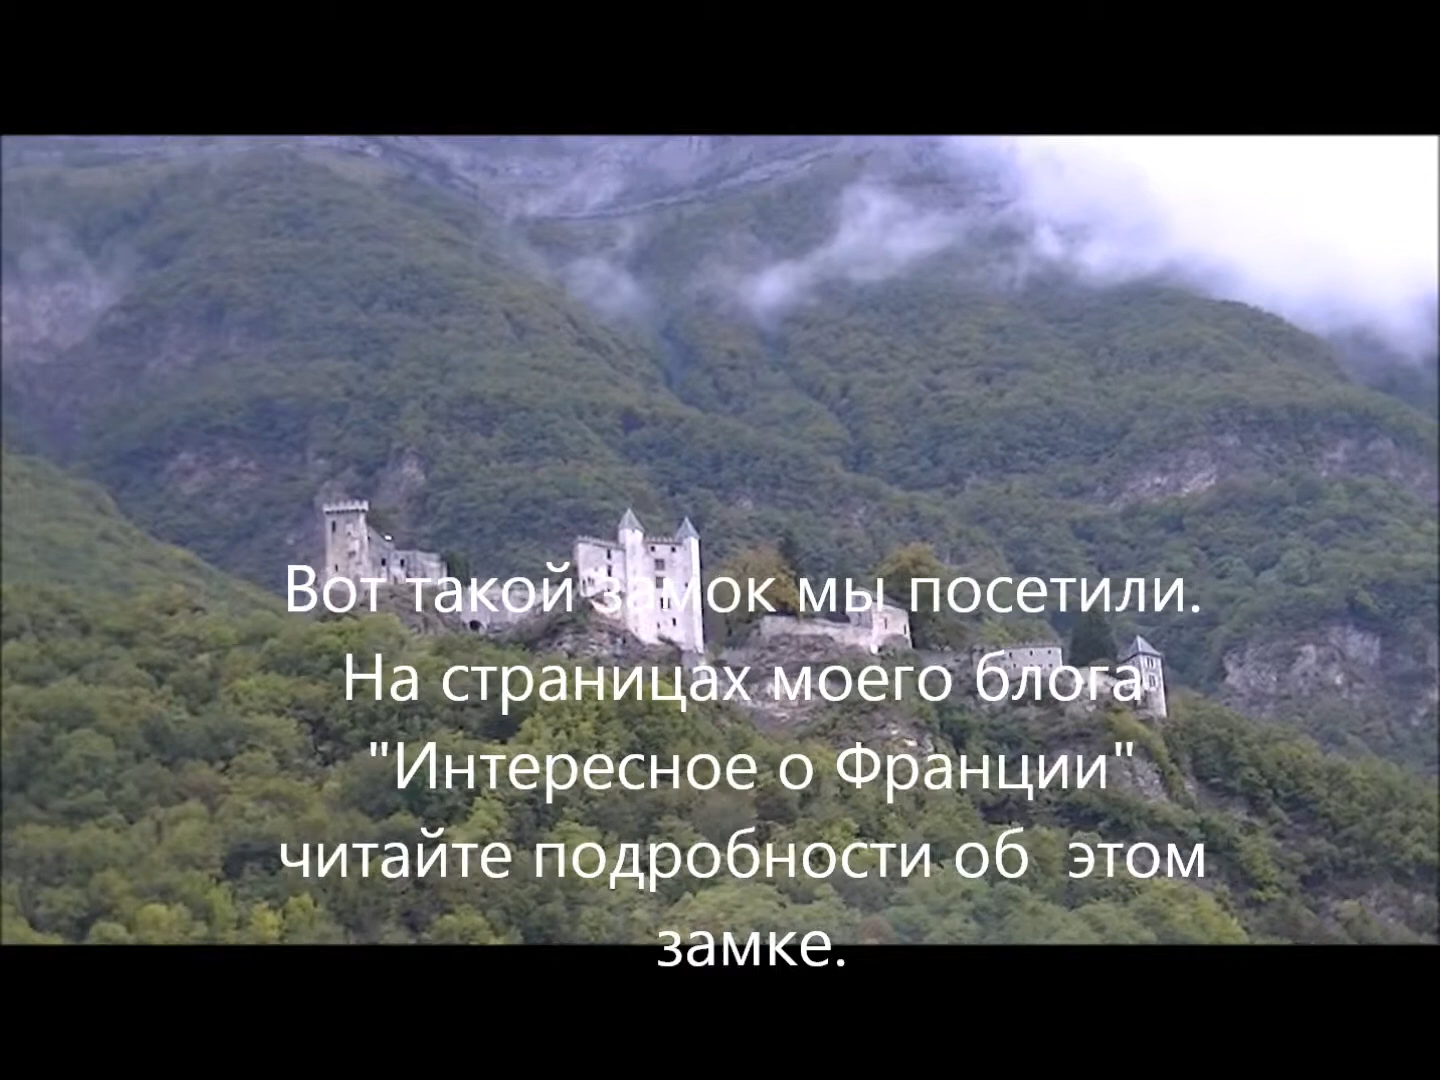 Вот такой замок мы посетили.
На страницах моего блога
"Интересное о Франции"
читайте подробности об  этом
замке.